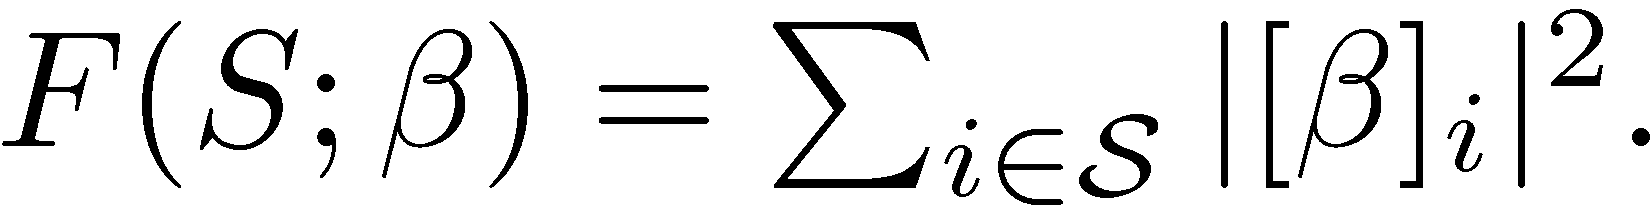 F(S; β) = ∑_{i∈𝒮} |[β]_i|².